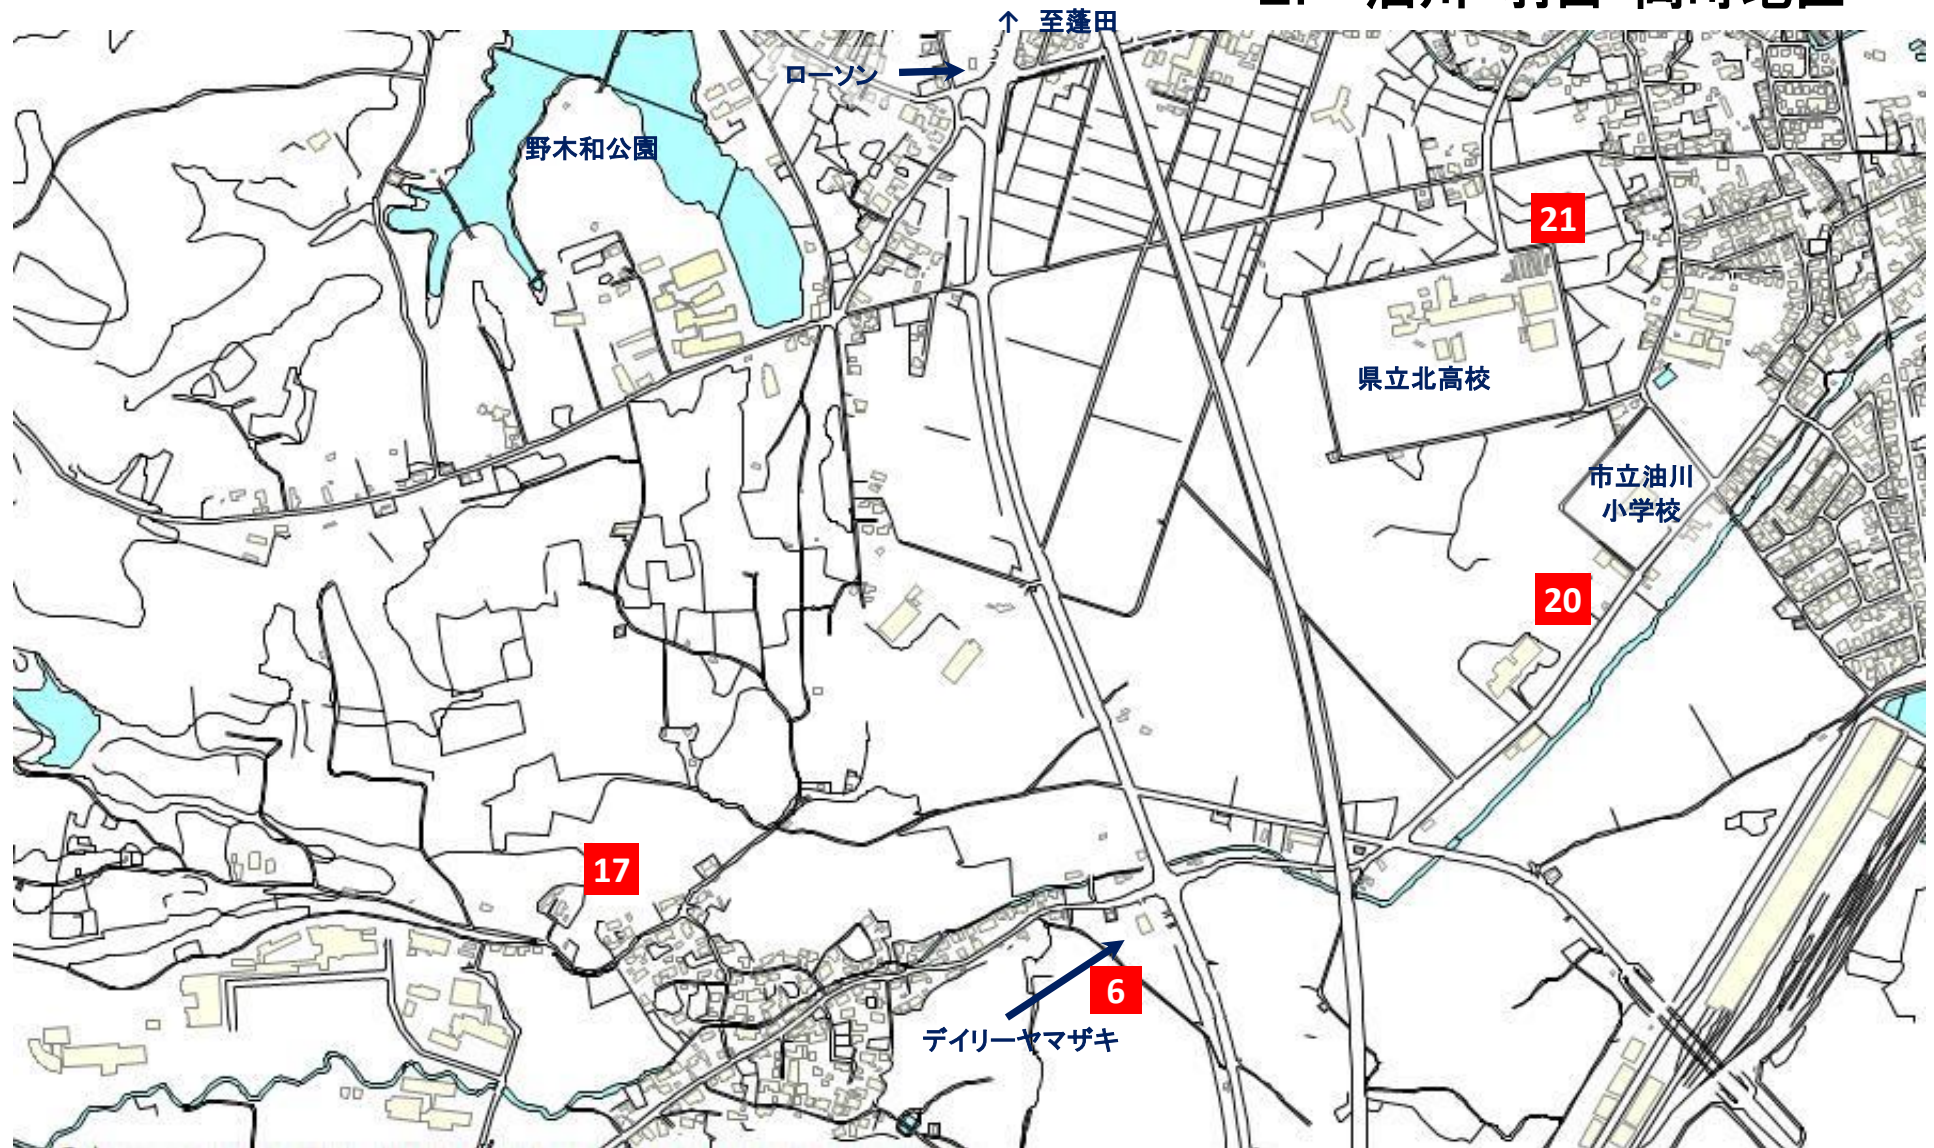 ↑ 至蓬田
ローソン
野木和公園
21
県立北高校
市立油川
小学校
20
17
6
デイリーヤマザキ